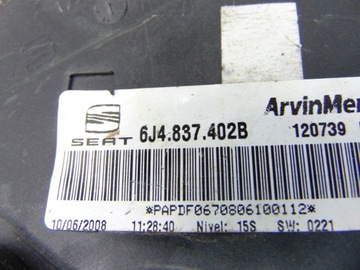 6J4.837.402B ArvinMer
SEAT 120739
*PAPDF0670806100112*
10/06/2008 11:28:40 Nivel: 15S SW: 0221